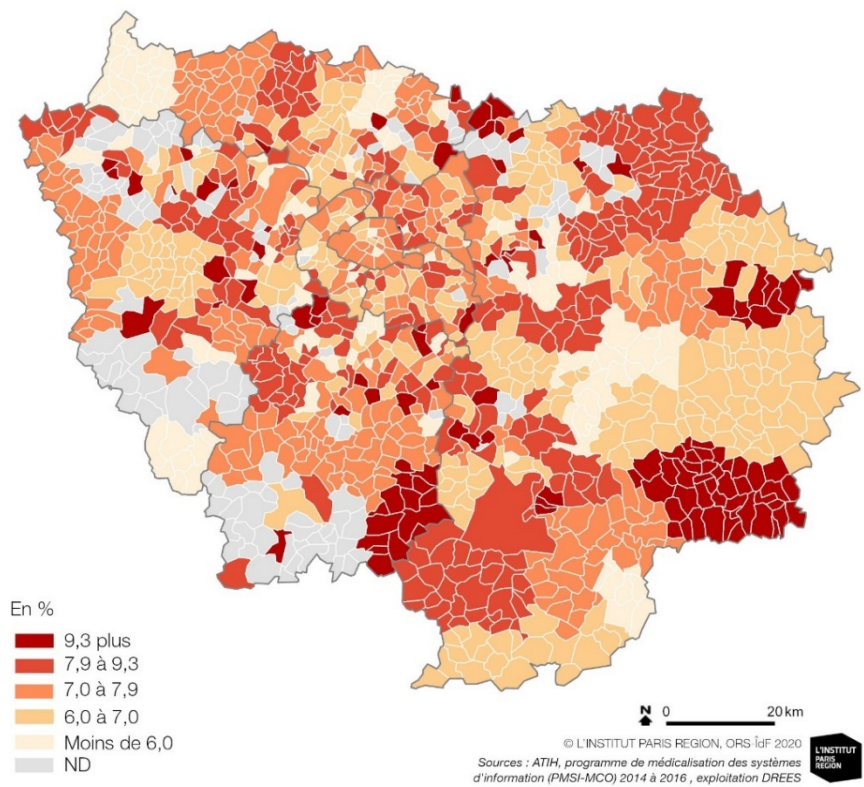 En %
9,3 plus
7,9 à 9,3
7,0 à 7,9
6,0 à 7,0
Moins de 6,0
ND
N 0 20 km
© L'INSTITUT PARIS REGION, ORS-ÎdF 2020
Sources : ATIH, programme de médicalisation des systèmes
d'information (PMSI-MCO) 2014 à 2016 , exploitation DREES
L'INSTITUT
PARIS
REGION